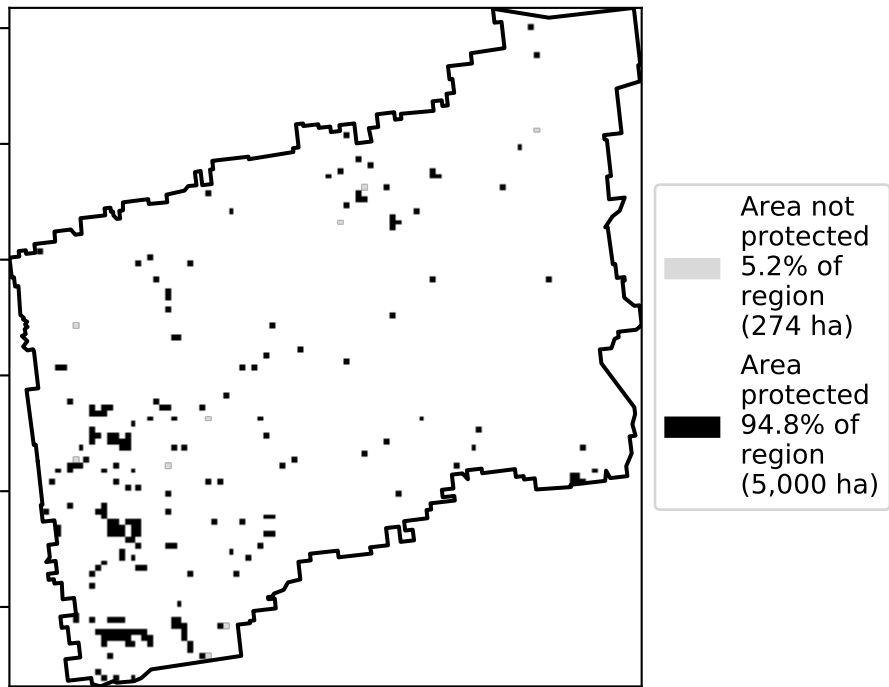 Area not
protected
5.2% of
region
(274 ha)
Area
protected
94.8% of
region
(5,000 ha)